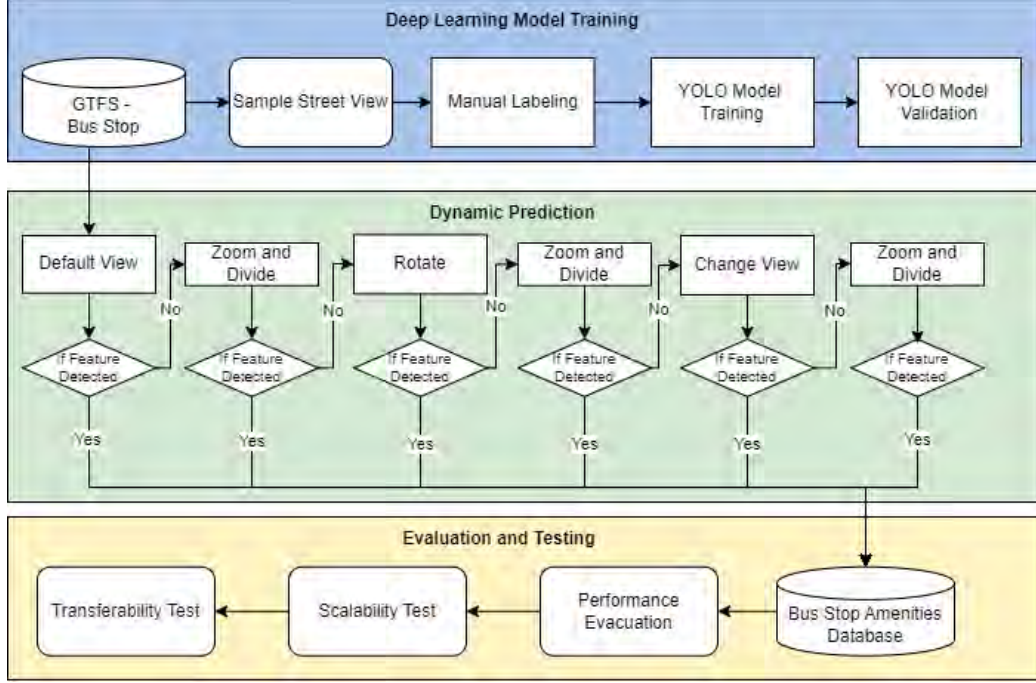 Deep Learning Model Training
GTFS -
Bus Stop
Sample Street View
Manual Labeling
YOLO Model
Training
YOLO Model
Validation
Dynamic Prediction
Default View
Zoom and
Divide
Rotate
Zoom and
Divide
Change View
Zoom and
Divide
No
No
No
No
No
If Feature
Detected
If Feature
Detected
If Feature
Detected
If Feature
Detected
If Feature
Detected
If Feature
Detected
Yes
Yes
Yes
Yes
Yes
Yes
Evaluation and Testing
Transferability Test
Scalability Test
Performance
Evacuation
Bus Stop Amenities
Database